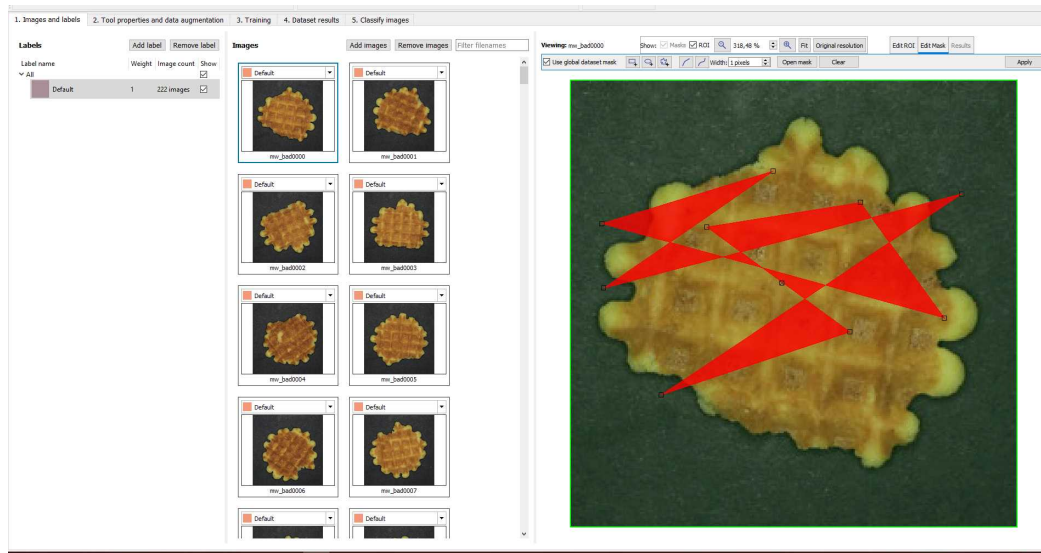 1. Images and labels 2. Tool properties and data augmentation 3. Training 4. Dataset results 5. Classify images
Labels Add label Remove label
Label name Weight Image count Show
All
Default 1 222 images
Images Add images Remove images Filter filenames
Default Default
mw_bad0000 mw_bad0001
Default Default
mw_bad0002 mw_bad0003
Default Default
mw_bad0004 mw_bad0005
Default Default
mw_bad0006 mw_bad0007
Default Default
Viewing: mw_bad0000 Show: Masks ROI 318,48 % Fit Original resolution Edit ROI Edit Mask Results
Use global dataset mask Width: 1 pixels Open mask Clear Apply